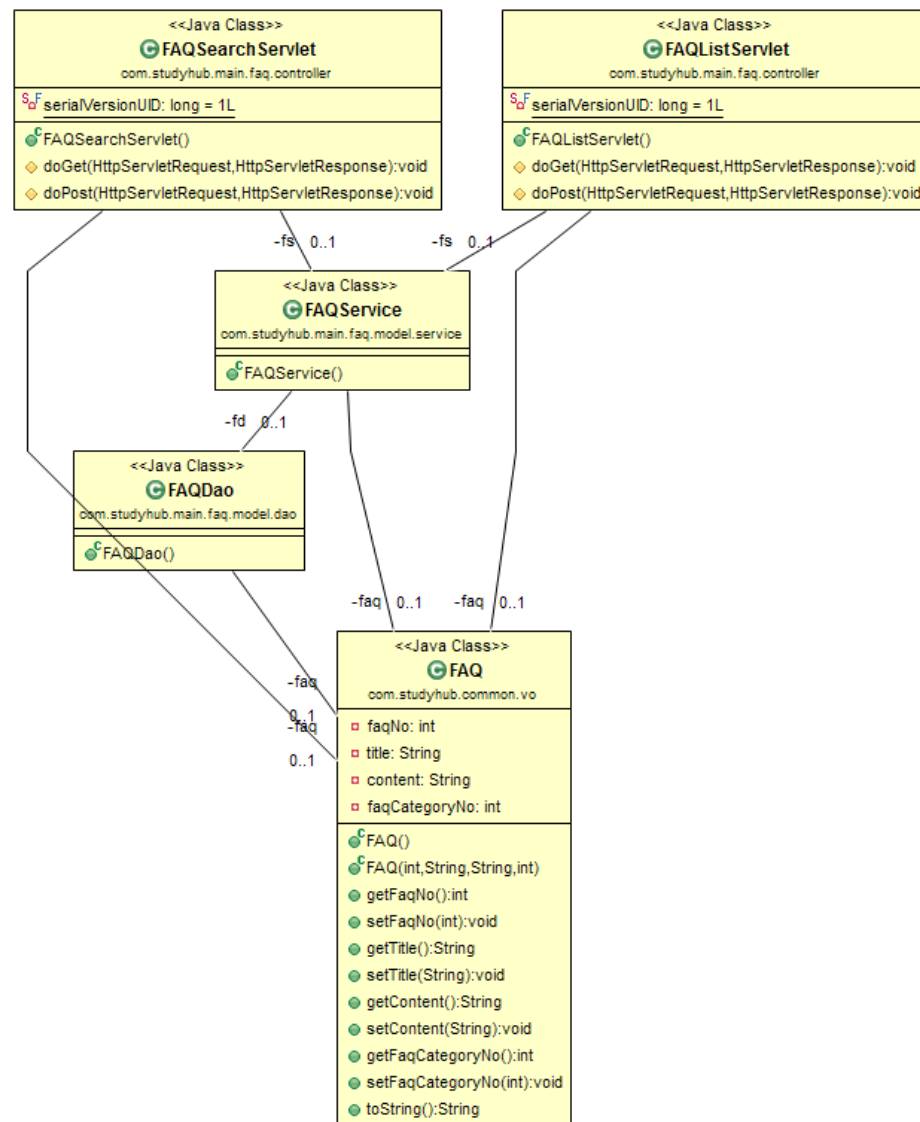 <<Java Class>>
FAQSearchServlet
com.studyhub.main.faq.controller
serialVersionUID: long = 1L
FAQSearchServlet()
doGet(HttpServletRequest,HttpServletResponse):void
doPost(HttpServletRequest,HttpServletResponse):void
<<Java Class>>
FAQListServlet
com.studyhub.main.faq.controller
serialVersionUID: long = 1L
FAQListServlet()
doGet(HttpServletRequest,HttpServletResponse):void
doPost(HttpServletRequest,HttpServletResponse):void
-fs 0..1
-fs 0..1
<<Java Class>>
FAQService
com.studyhub.main.faq.model.service
FAQService()
-fd 0..1
<<Java Class>>
FAQDao
com.studyhub.main.faq.model.dao
FAQDao()
-faq 0..1
-faq 0..1
-faq
0..1
-faq
0..1
<<Java Class>>
FAQ
com.studyhub.common.vo
faqNo: int
title: String
content: String
faqCategoryNo: int
FAQ()
FAQ(int,String,String,int)
getFaqNo():int
setFaqNo(int):void
getTitle():String
setTitle(String):void
getContent():String
setContent(String):void
getFaqCategoryNo():int
setFaqCategoryNo(int):void
toString():String